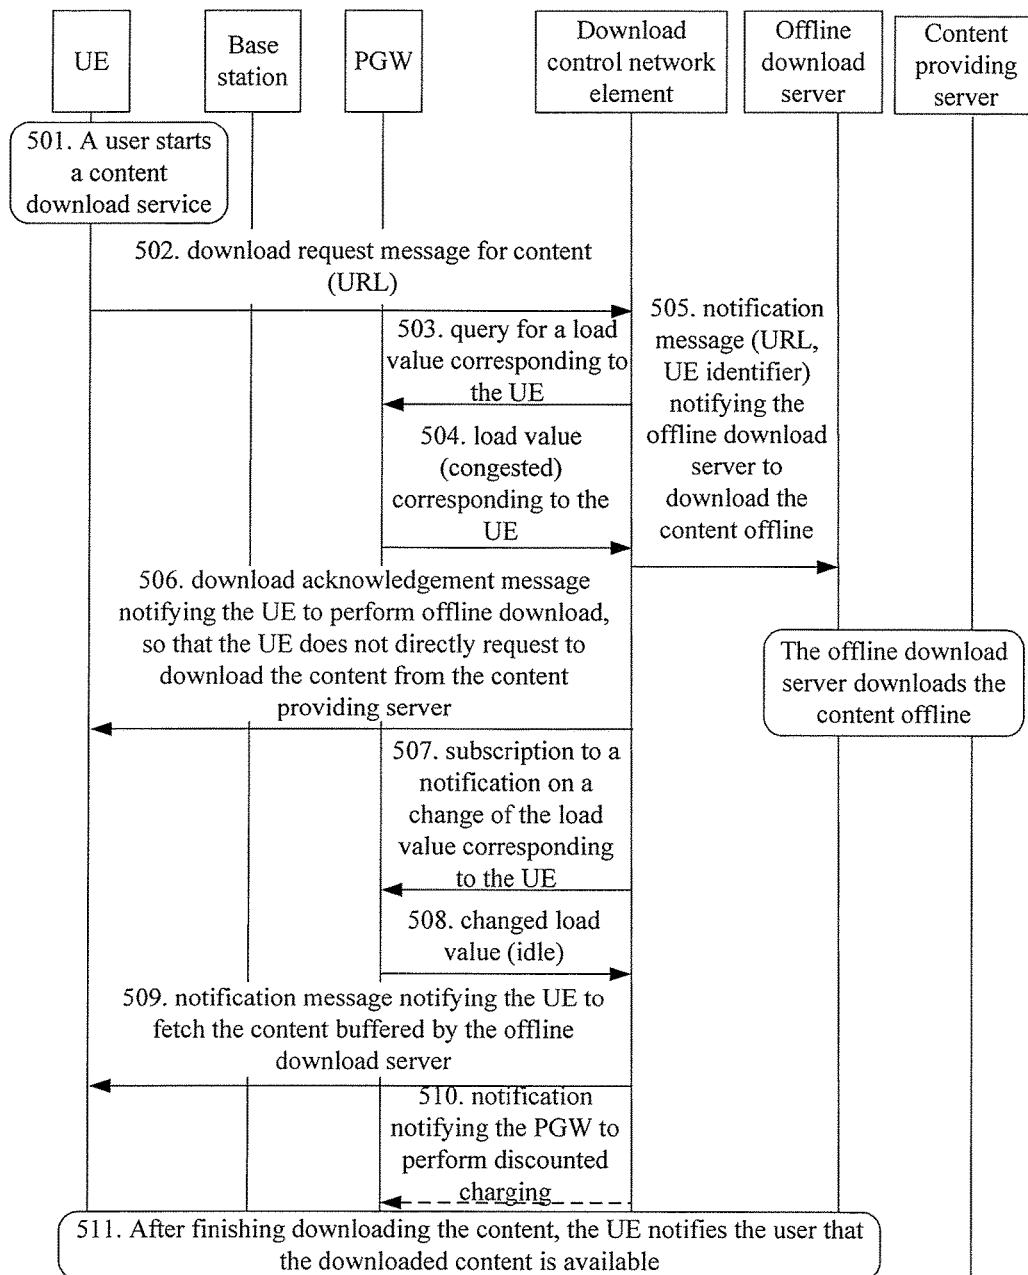 UE
Base
station
PGW
Download
control network
element
Offline
download
server
Content
providing
server
501. A user starts
a content
download service
502. download request message for content
(URL)
503. query for a load
value corresponding to
the UE
504. load value
(congested)
corresponding to the
UE
505. notification
message (URL,
UE identifier)
notifying the
offline download
server to
download the
content offline
506. download acknowledgement message
notifying the UE to perform offline download,
so that the UE does not directly request to
download the content from the content
providing server
The offline download
server downloads the
content offline
507. subscription to a
notification on a
change of the load
value corresponding
to the UE
508. changed load
value (idle)
509. notification message notifying the UE to
fetch the content buffered by the offline
download server
510. notification
notifying the PGW to
perform discounted
charging
511. After finishing downloading the content, the UE notifies the user that
the downloaded content is available